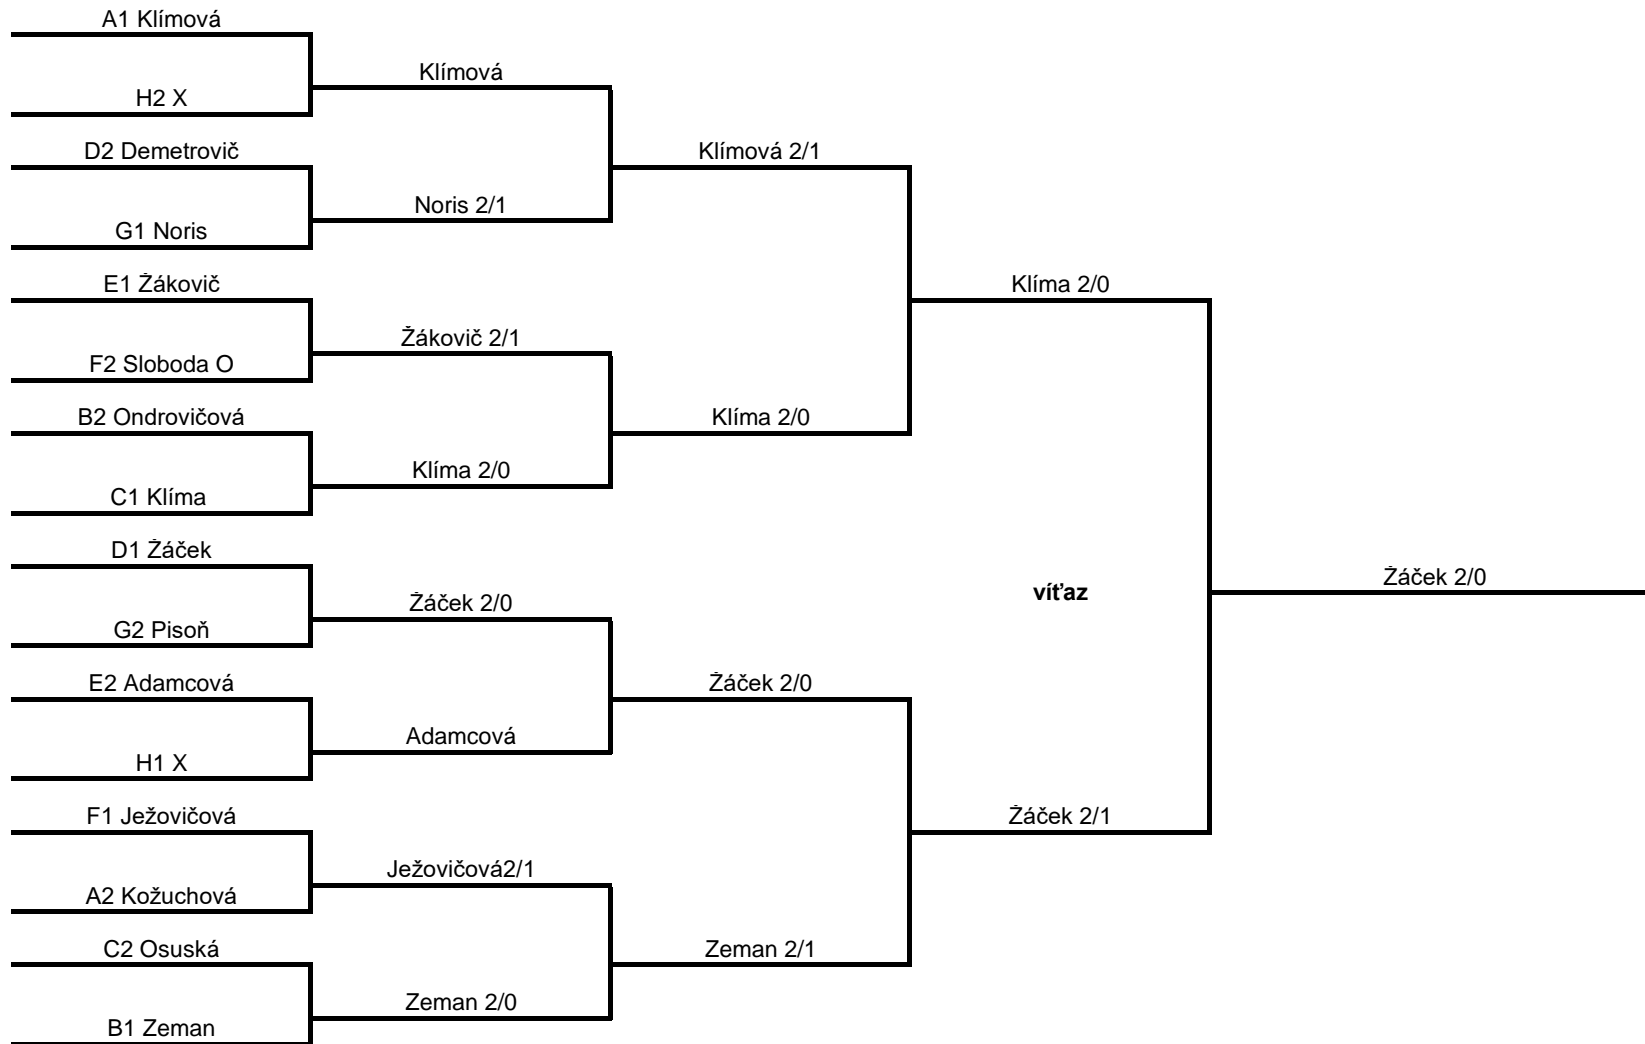 A1 Klímová
Klímová
H2 X
D2 Demetrovič
Klímová 2/1
Noris 2/1
G1 Noris
E1 Žákovič
Klíma 2/0
Žákovič 2/1
F2 Sloboda O
B2 Ondrovičová
Klíma 2/0
Klíma 2/0
C1 Klíma
D1 Žáček
víťaz
Žáček 2/0
Žáček 2/0
G2 Pisoň
E2 Adamcová
Žáček 2/0
Adamcová
H1 X
F1 Ježovičová
Žáček 2/1
Ježovičová2/1
A2 Kožuchová
C2 Osuská
Zeman 2/1
Zeman 2/0
B1 Zeman